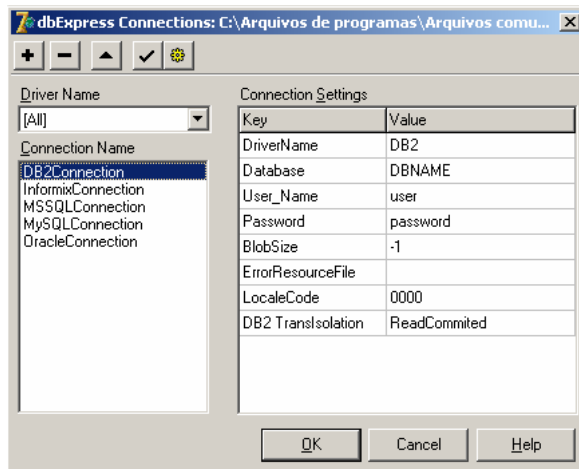 dbExpress Connections: C:\Arquivos de programas\Arquivos comu...
Driver Name
[All]
Connection Name
DB2Connection
InformixConnection
MSSQLConnection
MySQLConnection
OracleConnection
Connection Settings
Key Value
DriverName DB2
Database DBNAME
User_Name user
Password password
BlobSize -1
ErrorResourceFile
LocaleCode 0000
DB2 TransIsolation ReadCommited
OK Cancel Help